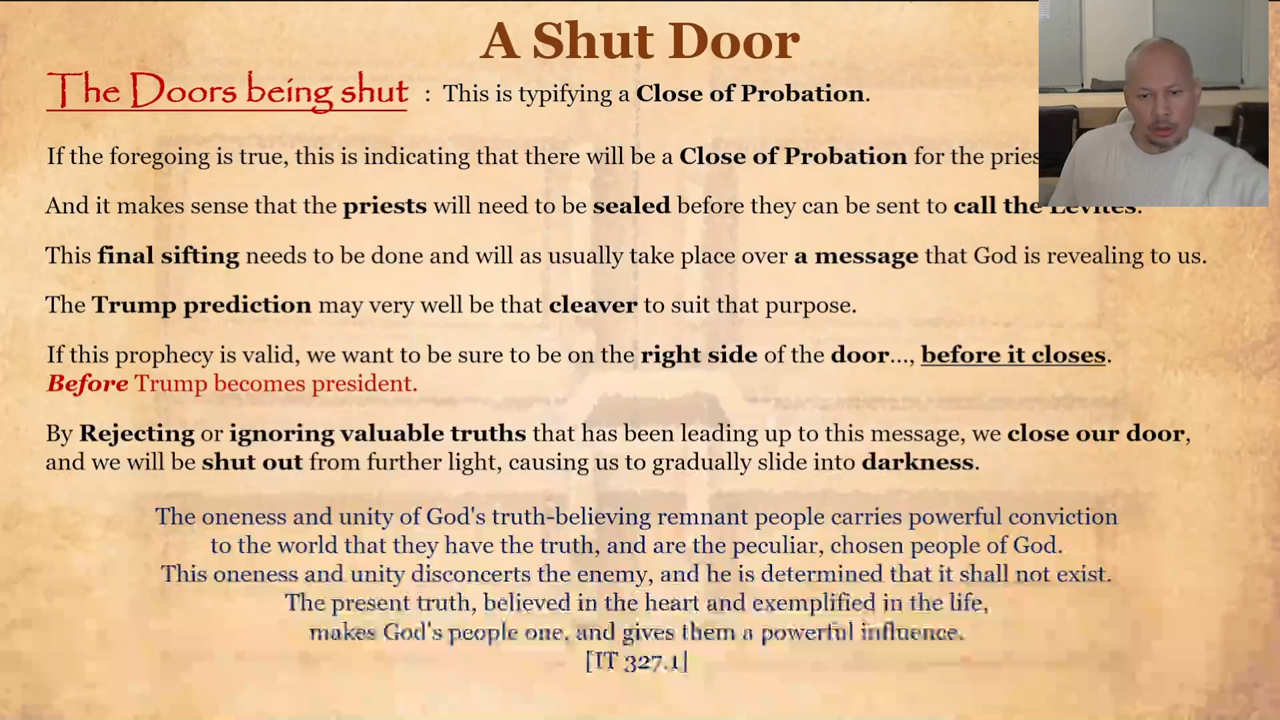 A Shut Door
The Doors being shut : This is typifying a Close of Probation.
If the foregoing is true, this is indicating that there will be a Close of Probation for the
And it makes sense that the priests will need to be sealed before they can be sent to call the Levites.
This final sifting needs to be done and will as usually take place over a message that God is revealing to us.
The Trump prediction may very well be that cleaver to suit that purpose.
If this prophecy is valid, we want to be sure to be on the right side of the door..., before it closes.
Before Trump becomes president.
By Rejecting or ignoring valuable truths that has been leading up to this message, we close our door,
and we will be shut out from further light, causing us to gradually slide into darkness.
The oneness and unity of God's truth-believing remnant people carries powerful conviction
to the world that they have the truth, and are the peculiar, chosen people of God.
This oneness and unity disconcerts the enemy, and he is determined that it shall not exist.
The present truth, believed in the heart and exemplified in the life,
makes God's people one. and gives them a powerful influence.
[IT 327.1]